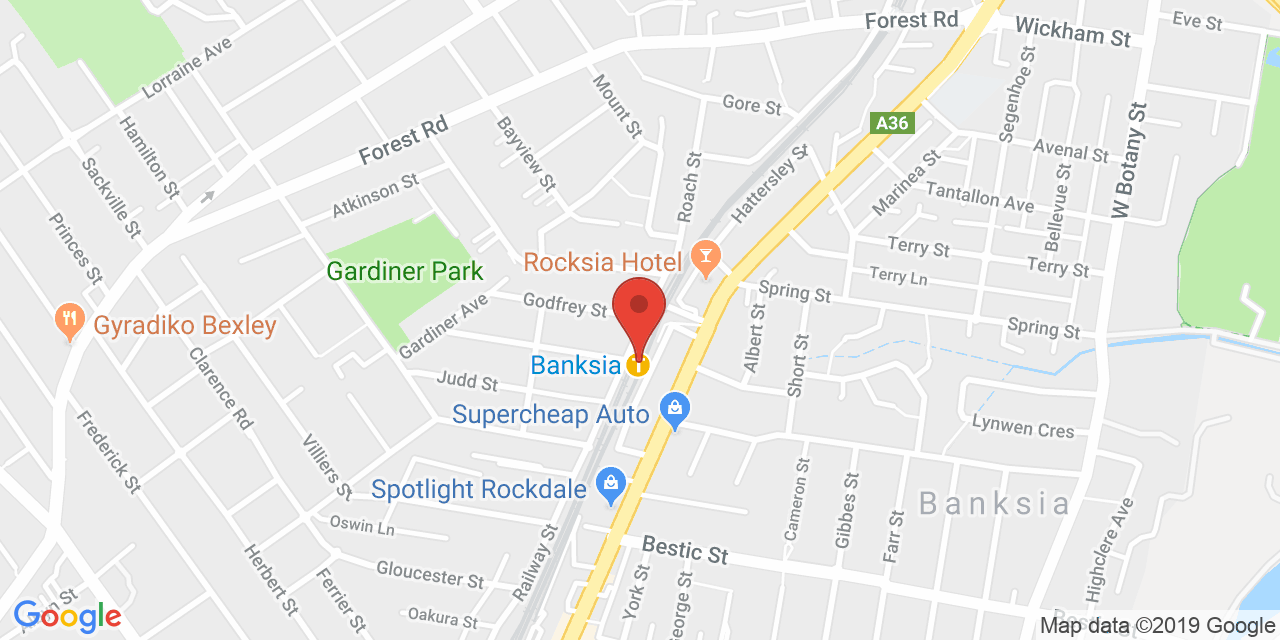 Forest Rd
Wickham St
Eve St
Lorraine Ave
Mount St
Gore St
Segenhoe St
A36
Hamilton St
Forest Rd
Bayview St
Avenal St
W Botany St
Sackville St
Atkinson St
Roach St
Hattersley St
Marinea St
Tantallon Ave
Bellevue St
Princes St
Gardiner Park
Rocksia Hotel
Terry St
Terry Ln
Terry St
Gardiner Ave
Godfrey St
Spring St
Spring St
Gyradiko Bexley
Albert St
Short St
Banksia
Judd St
Clarence Rd
Supercheap Auto
Lynwen Cres
Frederick St
Villiers St
Spotlight Rockdale
Cameron St
Gibbes St
Farr St
Banksia
Oswin Ln
Railway St
Bestic St
Highclere Ave
Herbert St
Ferrier St
Gloucester St
York St
George St
Oakura St
Google
Map data ©2019 Google